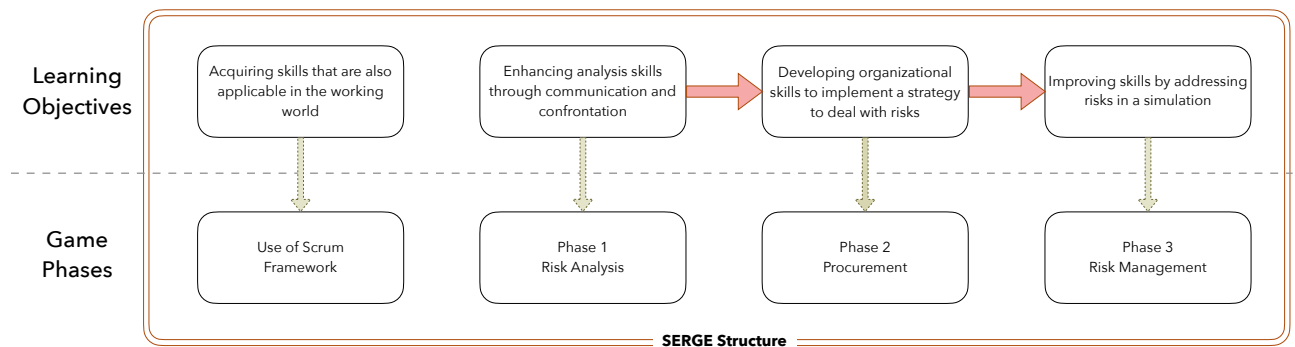 Learning
Objectives
Acquiring skills that are also
applicable in the working
world
Enhancing analysis skills
through communication and
confrontation
Developing organizational
skills to implement a strategy
to deal with risks
Improving skills by addressing
risks in a simulation
Game
Phases
Use of Scrum
Framework
Phase 1
Risk Analysis
Phase 2
Procurement
Phase 3
Risk Management
SERGE Structure